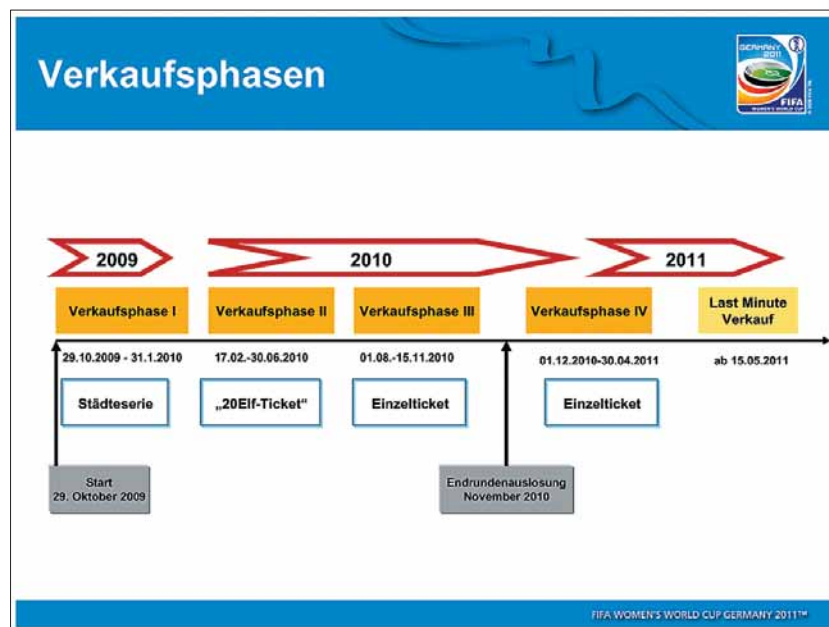 Verkaufsphasen
GERMANY
2011
FIFA
WOMEN'S WORLD CUP
2009
2010
2011
Verkaufsphase I
Verkaufsphase II
Verkaufsphase III
Verkaufsphase IV
Last Minute
Verkauf
29.10.2009 - 31.1.2010
17.02.-30.06.2010
01.08.-15.11.2010
01.12.2010-30.04.2011
ab 15.05.2011
Städteserie
„20Elf-Ticket“
Einzelticket
Einzelticket
Start
29. Oktober 2009
Endrundenauslosung
November 2010
FIFA WOMEN'S WORLD CUP GERMANY 2011™